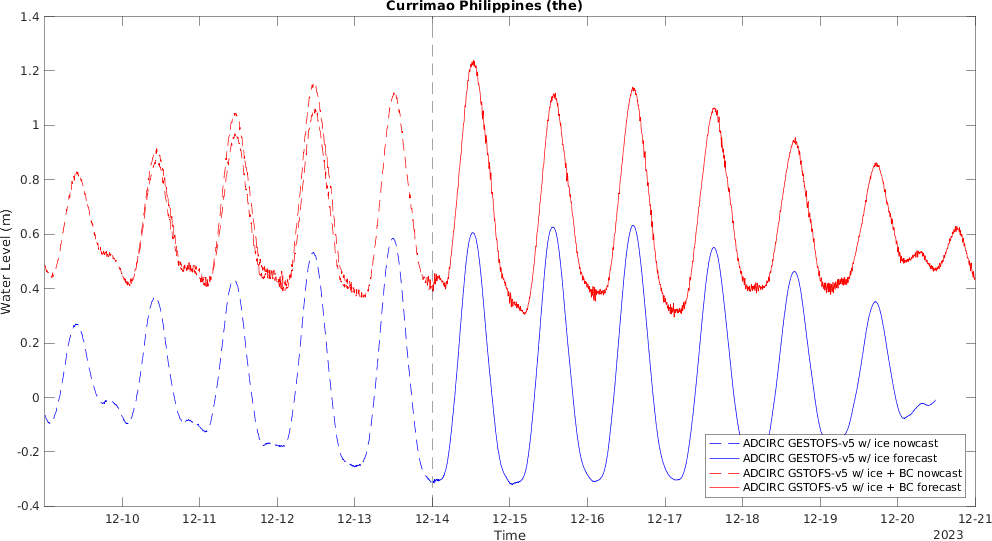 Currimao Philippines (the)
1.4
1.2
1
0.8
0.6
0.4
0.2
0
-0.2
-0.4
Water Level (m)
ADCIRC GESTOFS-v5 w/ ice nowcast
ADCIRC GESTOFS-v5 w/ ice forecast
ADCIRC GSTOFS-v5 w/ ice + BC nowcast
ADCIRC GSTOFS-v5 w/ ice + BC forecast
12-10 12-11 12-12 12-13 12-14 12-15 12-16 12-17 12-18 12-19 12-20 12-21
Time
2023